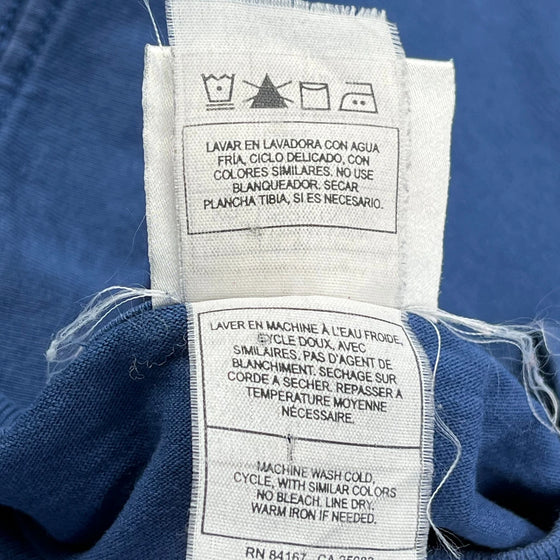 LAVAR EN LAVADORA CON AGUA
FRÍA, CICLO DELICADO, CON
COLORES SIMILARES. NO USE
BLANQUEADOR. SECAR
PLANCHA TIBIA, SI ES NECESARIO.
LAVER EN MACHINE À L'EAU FROIDE,
CYCLE DOUX, AVEC
SIMILAIRES. PAS D'AGENT DE
BLANCHIMENT. SECHAGE SUR
CORDE A SECHER. REPASSER A
TEMPERATURE MOYENNE
NÉCESSAIRE.
MACHINE WASH COLD,
CYCLE, WITH SIMILAR COLORS
NO BLEACH. LINE DRY.
WARM IRON IF NEEDED.
RN 84167 CA